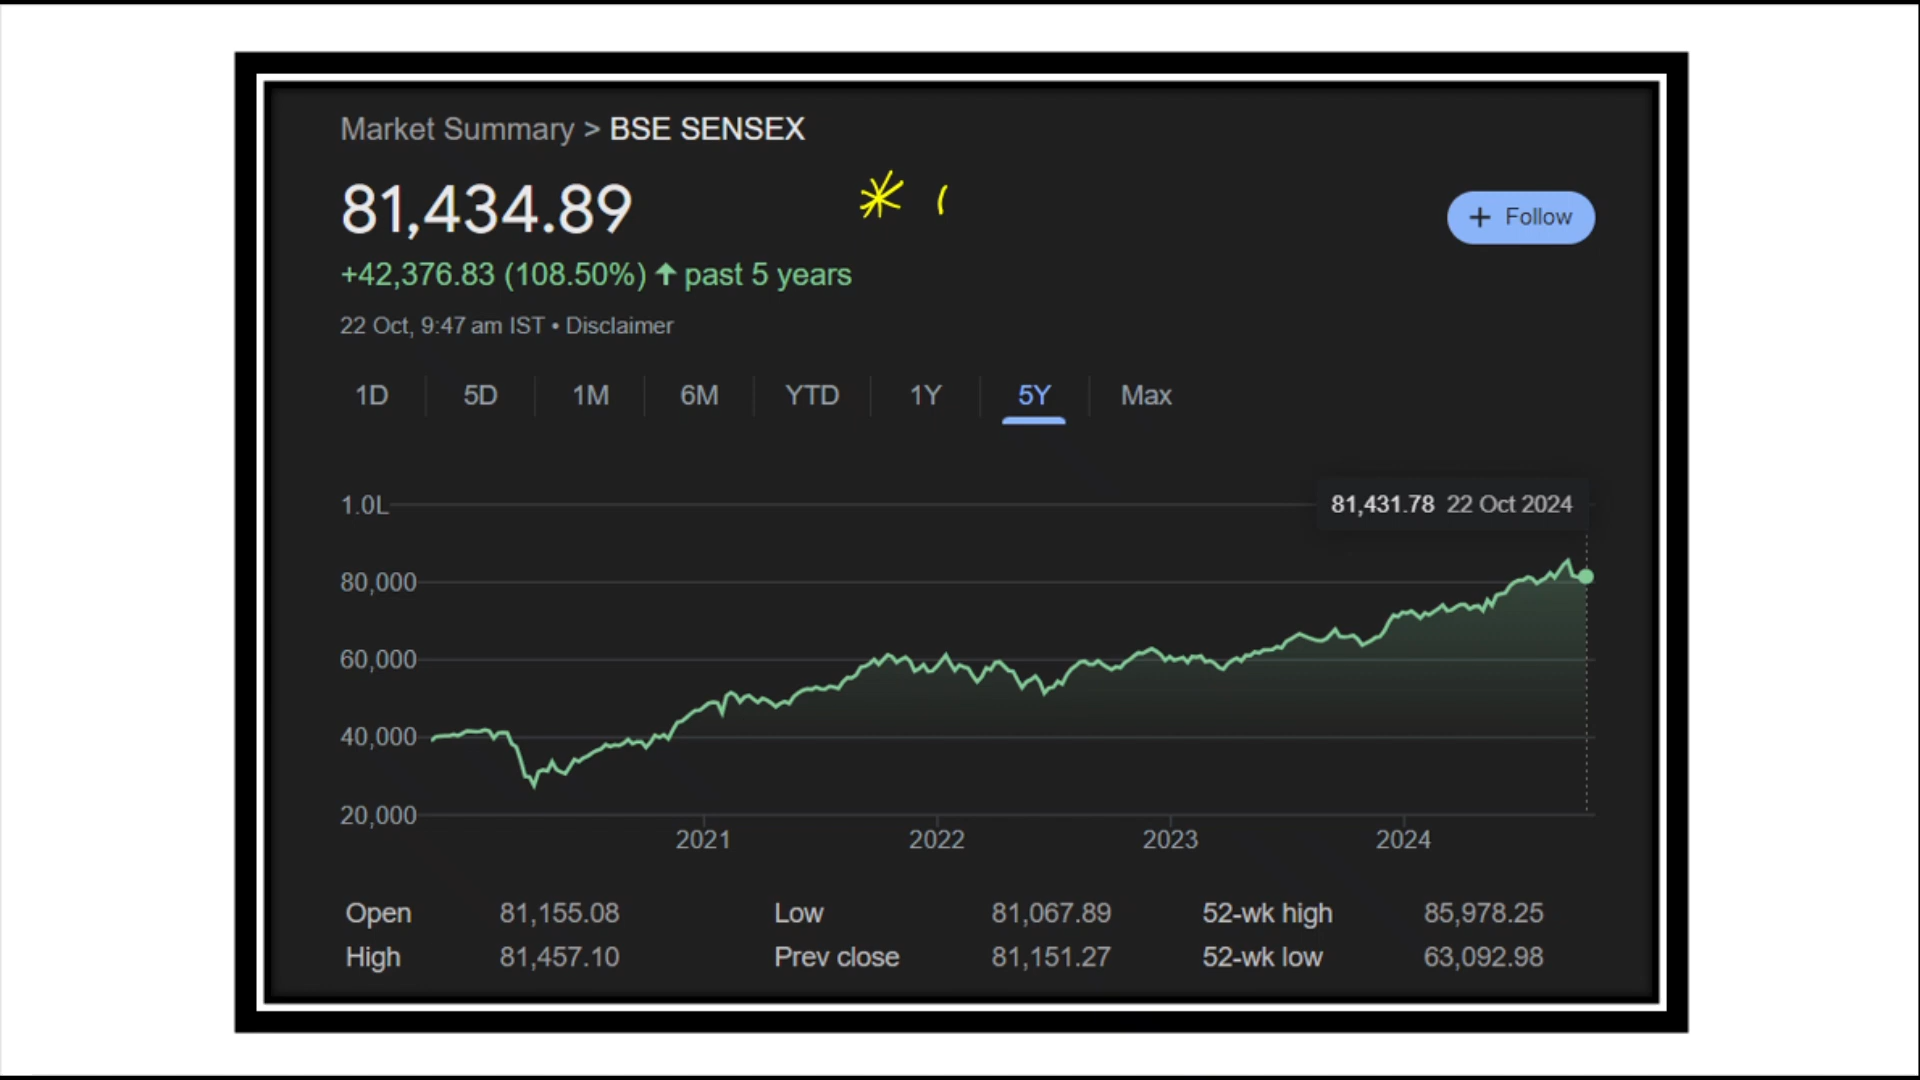 Market Summary > BSE SENSEX
81,434.89
+ Follow
+42,376.83 (108.50%) ↑ past 5 years
22 Oct, 9:47 am IST • Disclaimer
1D 5D 1M 6M YTD 1Y 5Y Max
81,431.78 22 Oct 2024
1.0L
80,000
60,000
40,000
20,000
2021 2022 2023 2024
Open 81,155.08 Low 81,067.89 52-wk high 85,978.25
High 81,457.10 Prev close 81,151.27 52-wk low 63,092.98